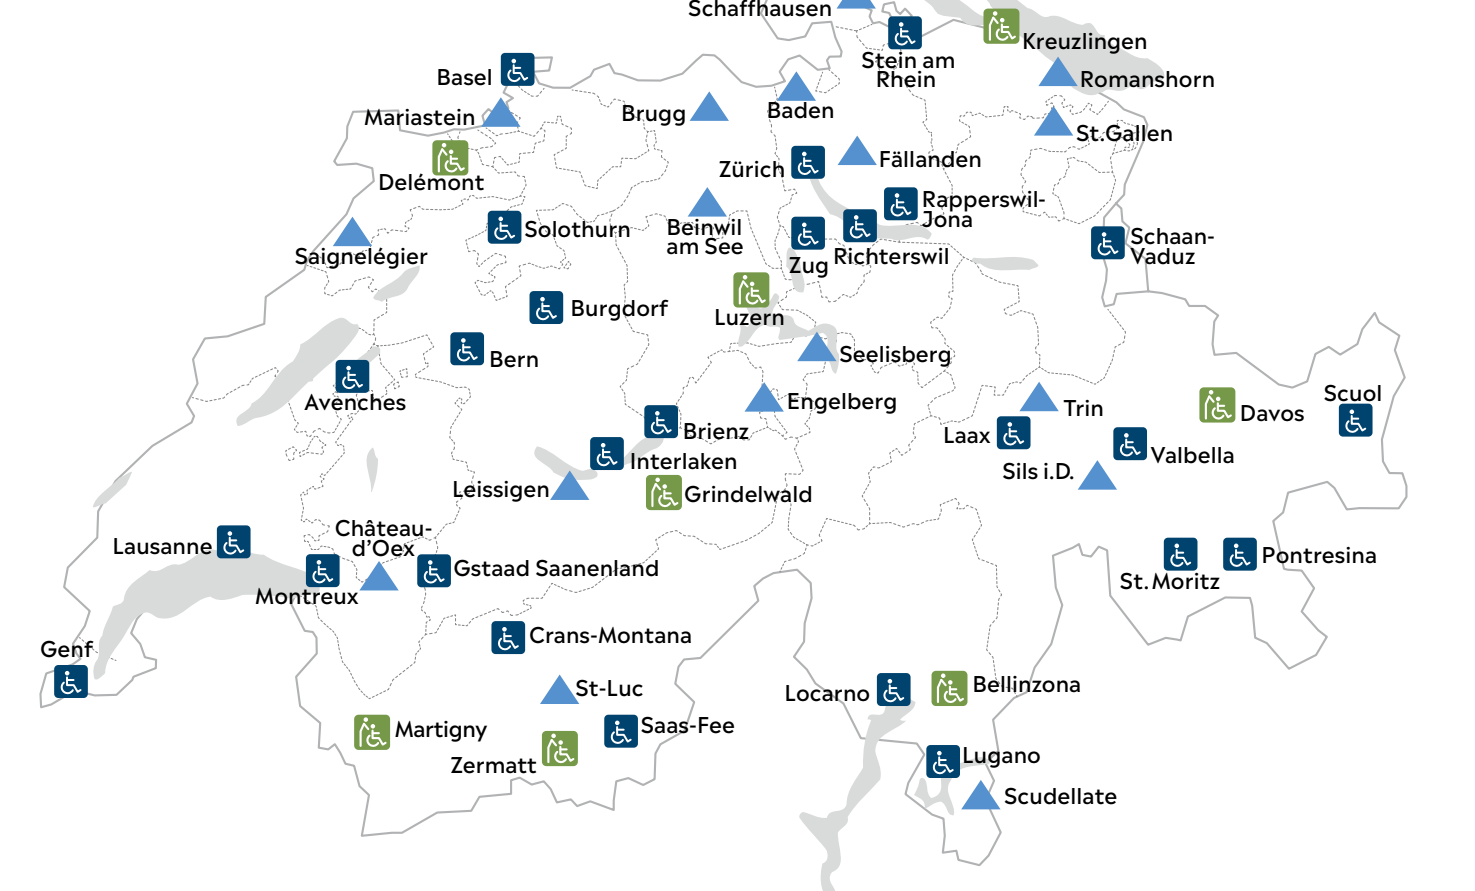 Schaffhausen
Kreuzlingen
Stein am
Rhein
Basel
Romanshorn
Mariastein
Brugg
Baden
St.Gallen
Delémont
Zürich
Fällanden
Rapperswil-
Jona
Solothurn
Beinwil
am See
Saignelégier
Zug
Richterswil
Schaan-
Vaduz
Burgdorf
Luzern
Bern
Seelisberg
Avenches
Engelberg
Trin
Davos
Scuol
Brienz
Laax
Interlaken
Valbella
Sils i.D.
Leissigen
Grindelwald
Château-
d'Oex
Lausanne
Gstaad Saanenland
Montreux
St. Moritz
Pontresina
Crans-Montana
Genf
St-Luc
Locarno
Bellinzona
Martigny
Saas-Fee
Zermatt
Lugano
Scudellate